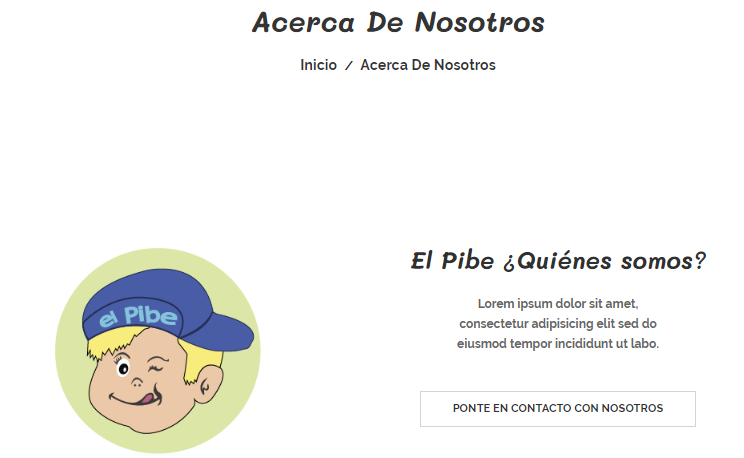 Acerca De Nosotros
Inicio / Acerca De Nosotros
El Pibe ¿Quiénes somos?
el Pibe
Lorem ipsum dolor sit amet,
consectetur adipisicing elit sed do
eiusmod tempor incididunt ut labo.
PONTE EN CONTACTO CON NOSOTROS